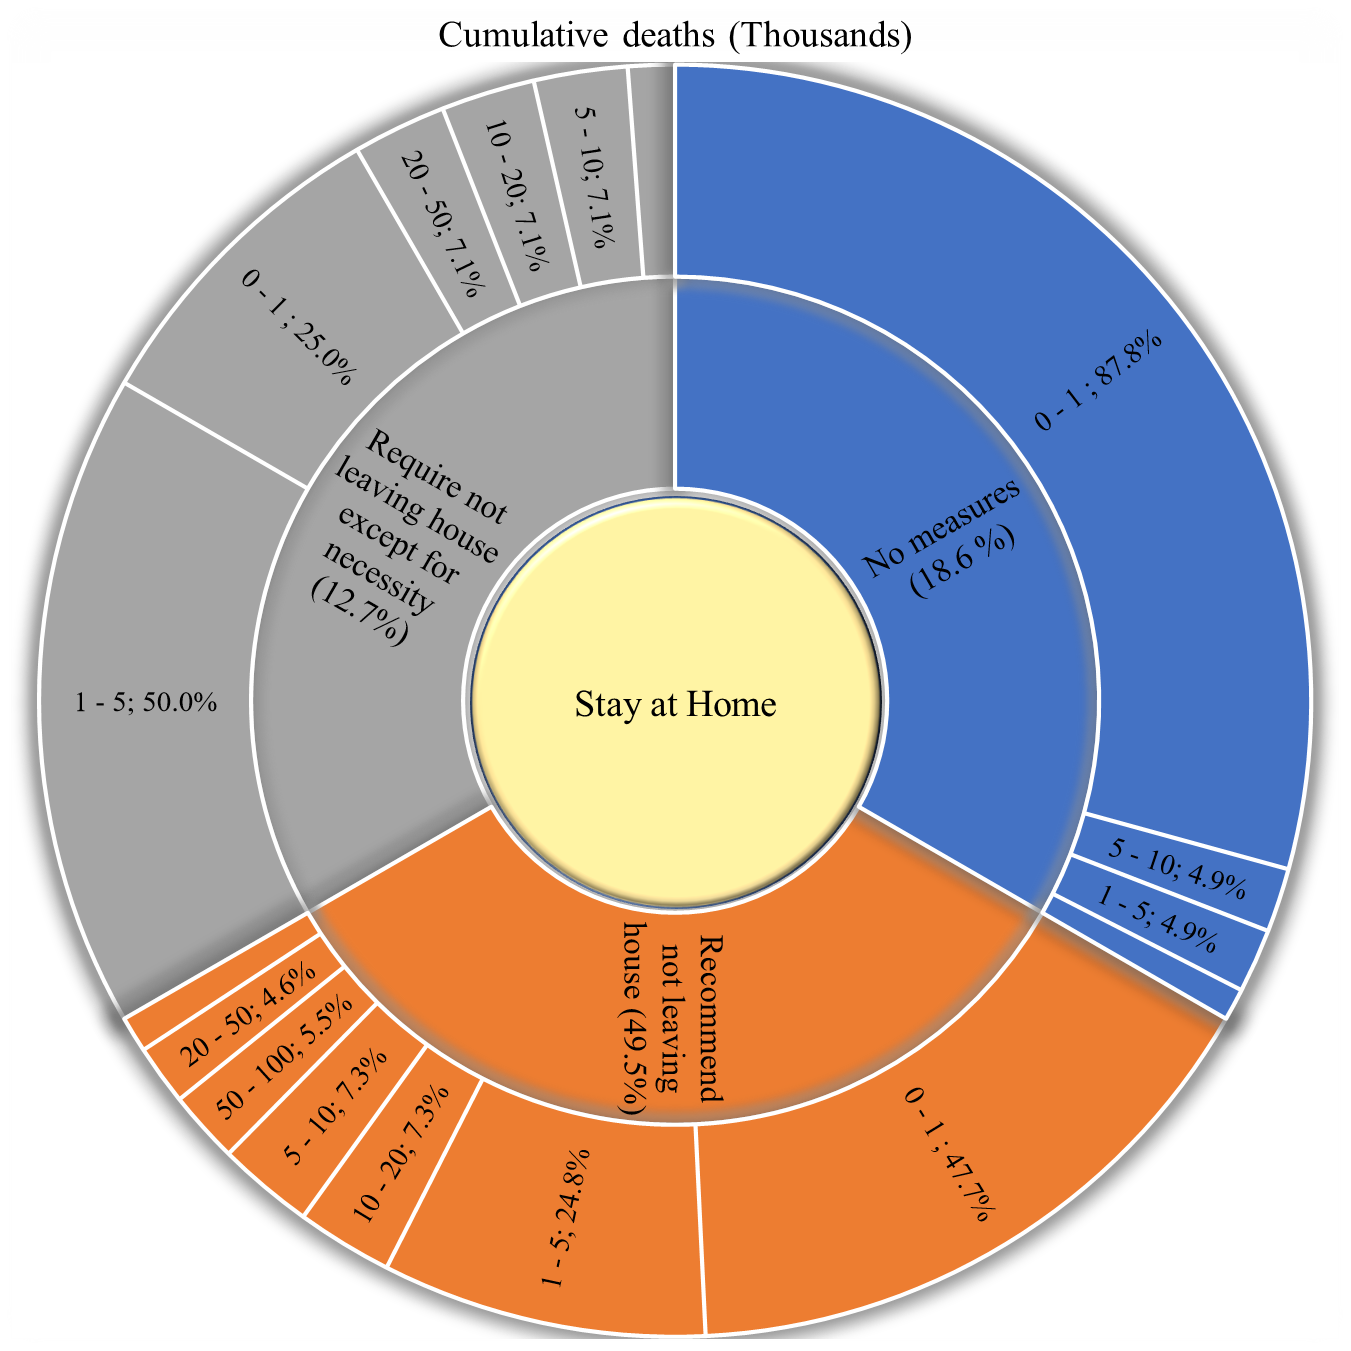 Cumulative deaths (Thousands)
0 - 1 ; 87.8%
5 - 10; 4.9%
1 - 5; 4.9%
No measures
(18.6 %)
0 - 1 ; 47.7%
1 - 5; 24.8%
10 - 20; 7.3%
5 - 10; 7.3%
50 - 100; 5.5%
20 - 50; 4.6%
Recommend
not leaving
house (49.5%)
1 - 5; 50.0%
0 - 1 ; 25.0%
20 - 50; 7.1%
10 - 20; 7.1%
5 - 10; 7.1%
Require not
leaving house
except for
necessity
(12.7%)
Stay at Home